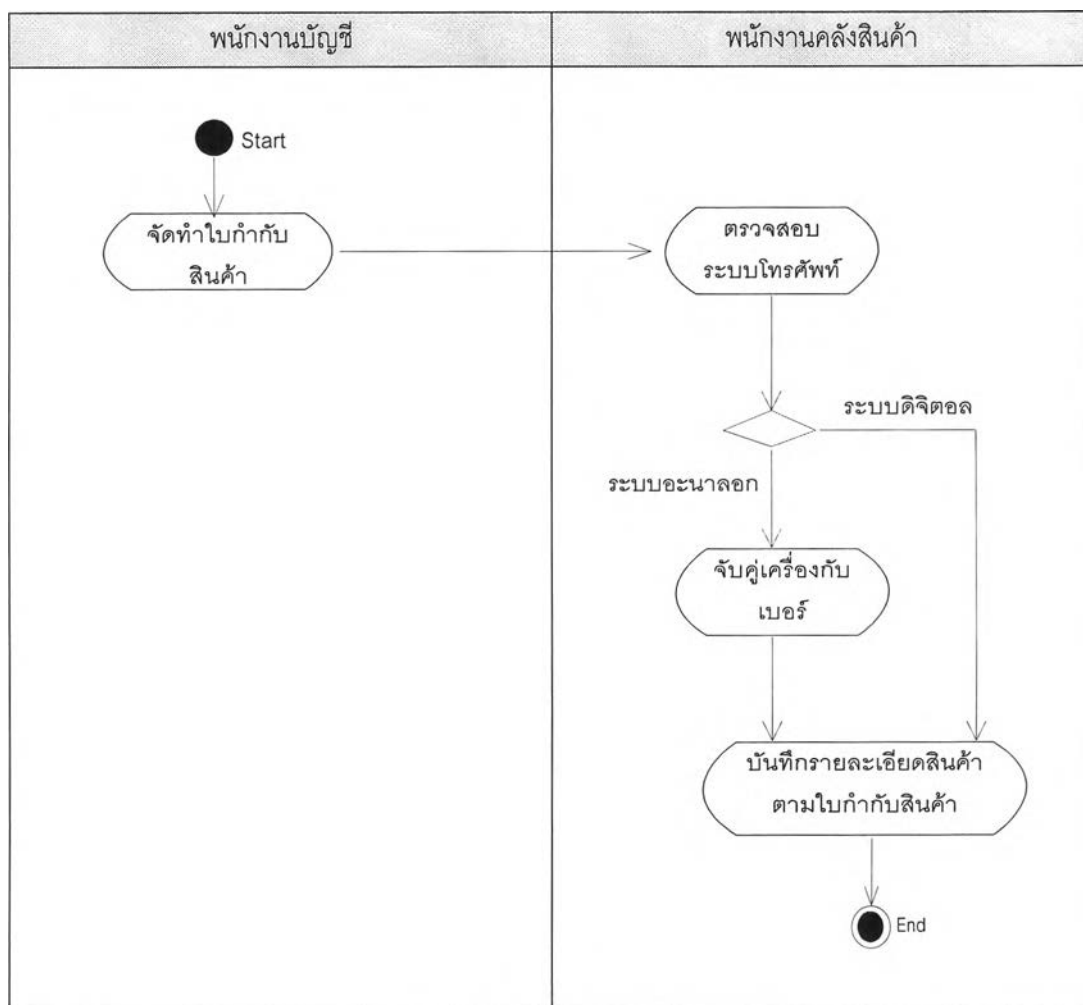 พนักงานบัญชี
พนักงานคลังสินค้า
Start
จัดทำใบกำกับ
สินค้า
ตรวจสอบ
ระบบโทรศัพท์
ระบบดิจิตอล
ระบบอะนาลอก
จับคู่เครื่องกับ
เบอร์
บันทึกรายละเอียดสินค้า
ตามใบกำกับสินค้า
End